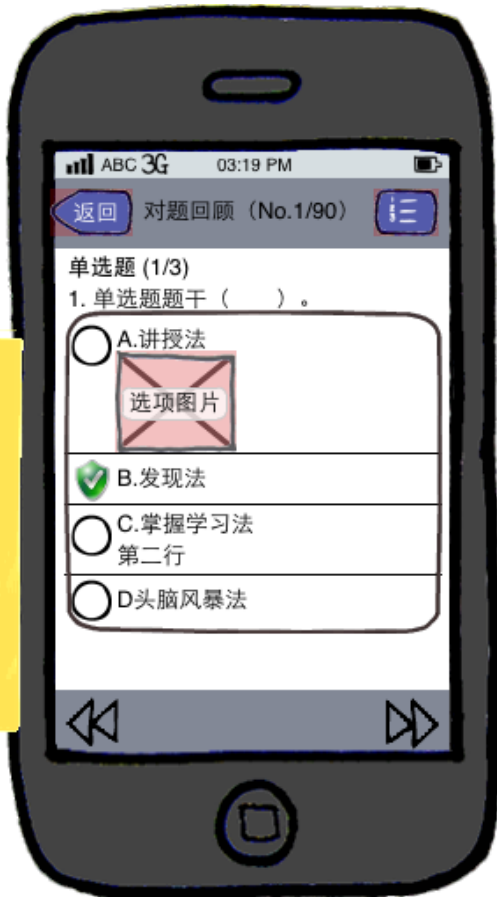 ABC 3G 03:19 PM
返回 对题回顾（No.1/90）
单选题 (1/3)
1. 单选题题干（　　）。
A.讲授法
选项图片
B.发现法
C.掌握学习法
第二行
D头脑风暴法